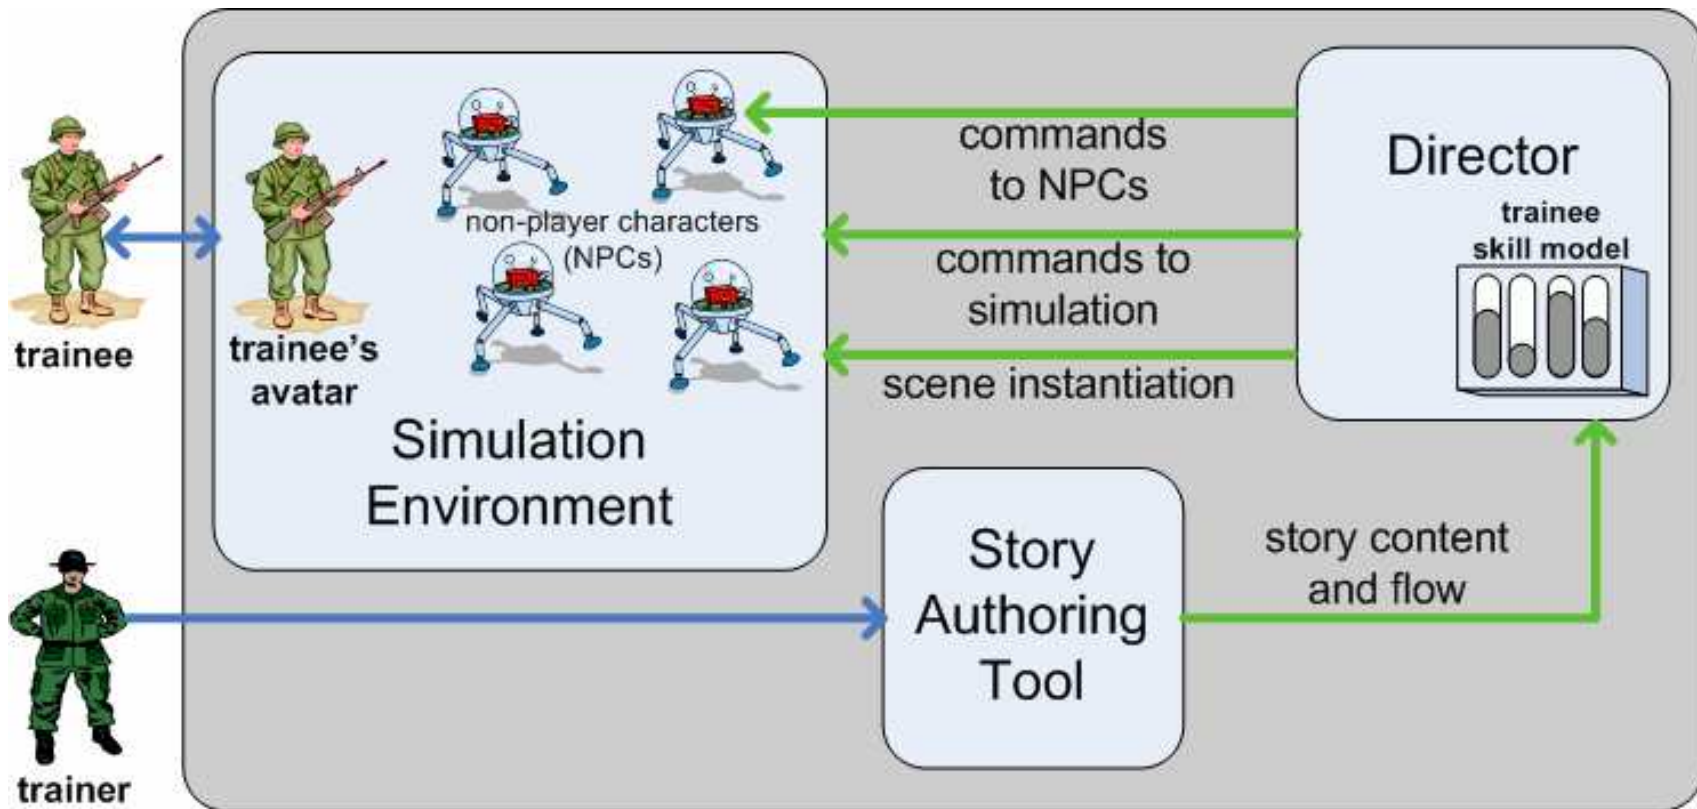 trainee
trainee's
avatar
non-player characters
(NPCs)
Simulation
Environment
commands
to NPCs
commands to
simulation
scene instantiation
Director
trainee
skill model
trainer
Story
Authoring
Tool
story content
and flow